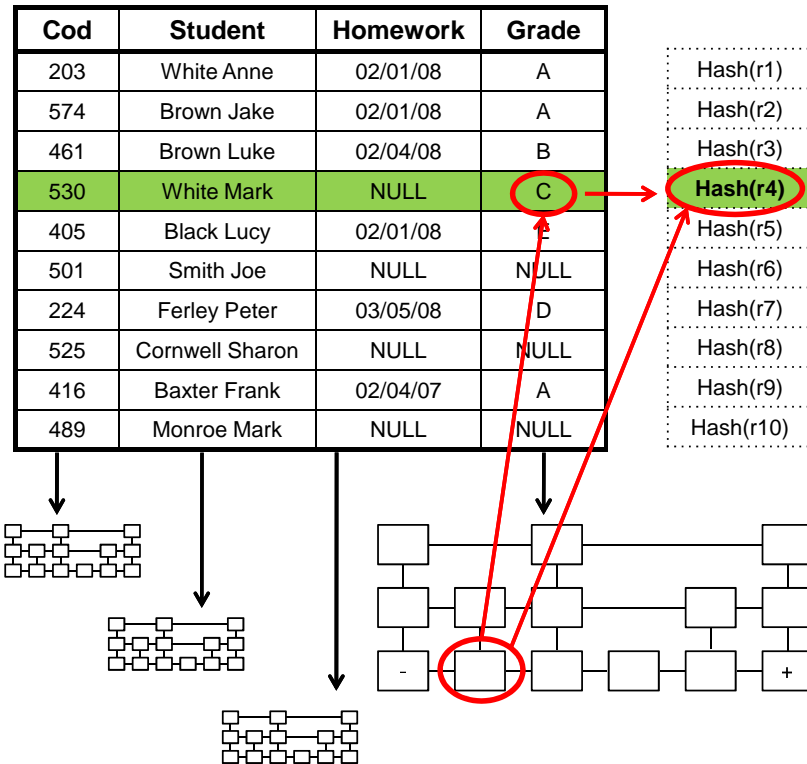 Cod Student Homework Grade
203 White Anne 02/01/08 A Hash(r1)
574 Brown Jake 02/01/08 A Hash(r2)
461 Brown Luke 02/04/08 B Hash(r3)
530 White Mark NULL C Hash(r4)
405 Black Lucy 02/01/08 E Hash(r5)
501 Smith Joe NULL NULL Hash(r6)
224 Ferley Peter 03/05/08 D Hash(r7)
525 Cornwell Sharon NULL NULL Hash(r8)
416 Baxter Frank 02/04/07 A Hash(r9)
489 Monroe Mark NULL NULL Hash(r10)
- +